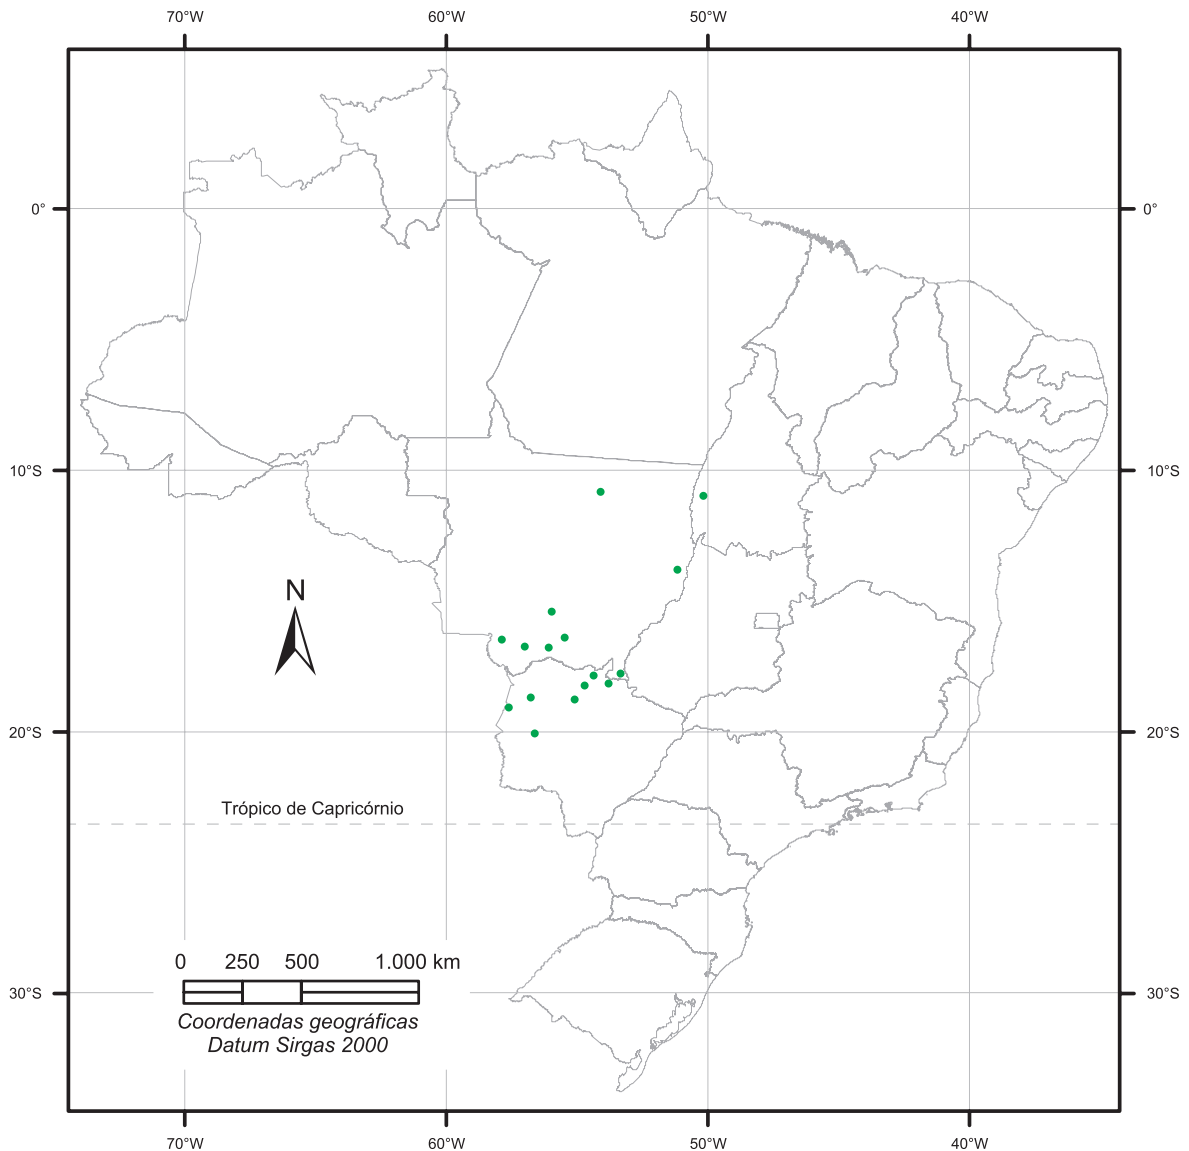 70°W 60°W 50°W 40°W
0° 0°
10°S 10°S
N
20°S 20°S
Trópico de Capricórnio
0 250 500 1.000 km
30°S 30°S
Coordenadas geográficas
Datum Sirgas 2000
70°W 60°W 50°W 40°W